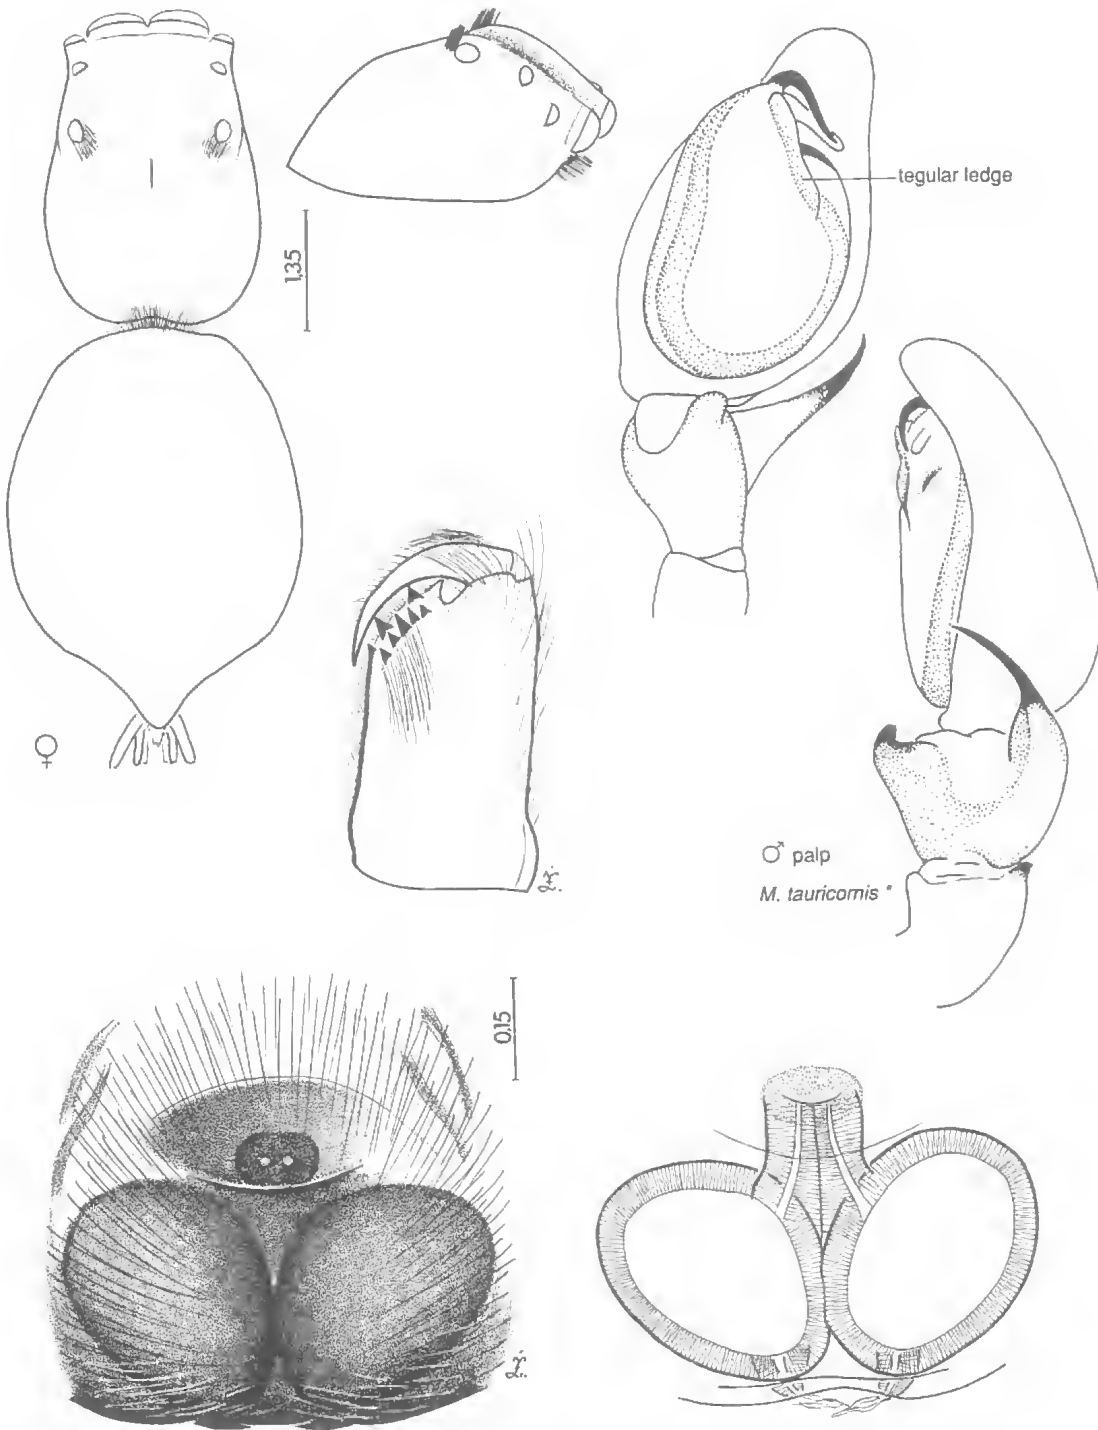 1,35
tegular ledge
♀
♂ palp
M. tauricornis *
0,15